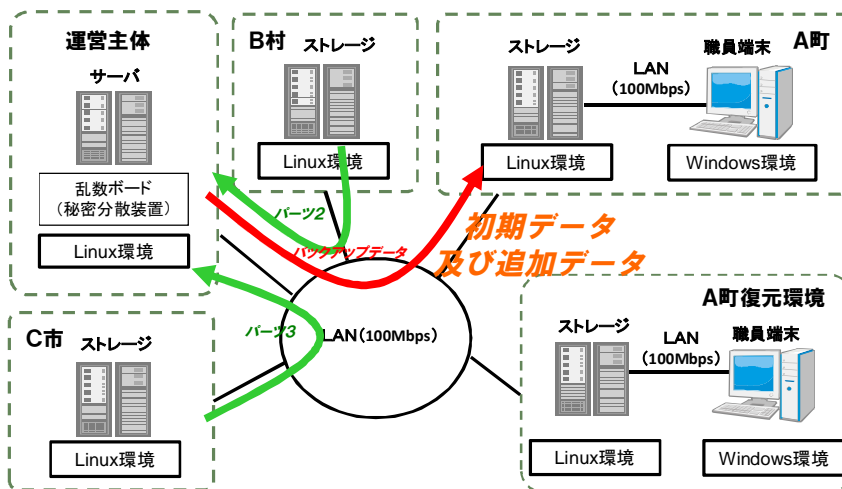 運営主体
サーバ
乱数ボード
（秘密分散装置）
Linux環境
B村
ストレージ
Linux環境
A町
ストレージ
LAN
（100Mbps）
職員端末
Linux環境
Windows環境
パーツ2
バックアップデータ
初期データ
及び追加データ
パーツ3
LAN（100Mbps）
C市
ストレージ
Linux環境
A町復元環境
ストレージ
LAN
（100Mbps）
職員端末
Linux環境
Windows環境